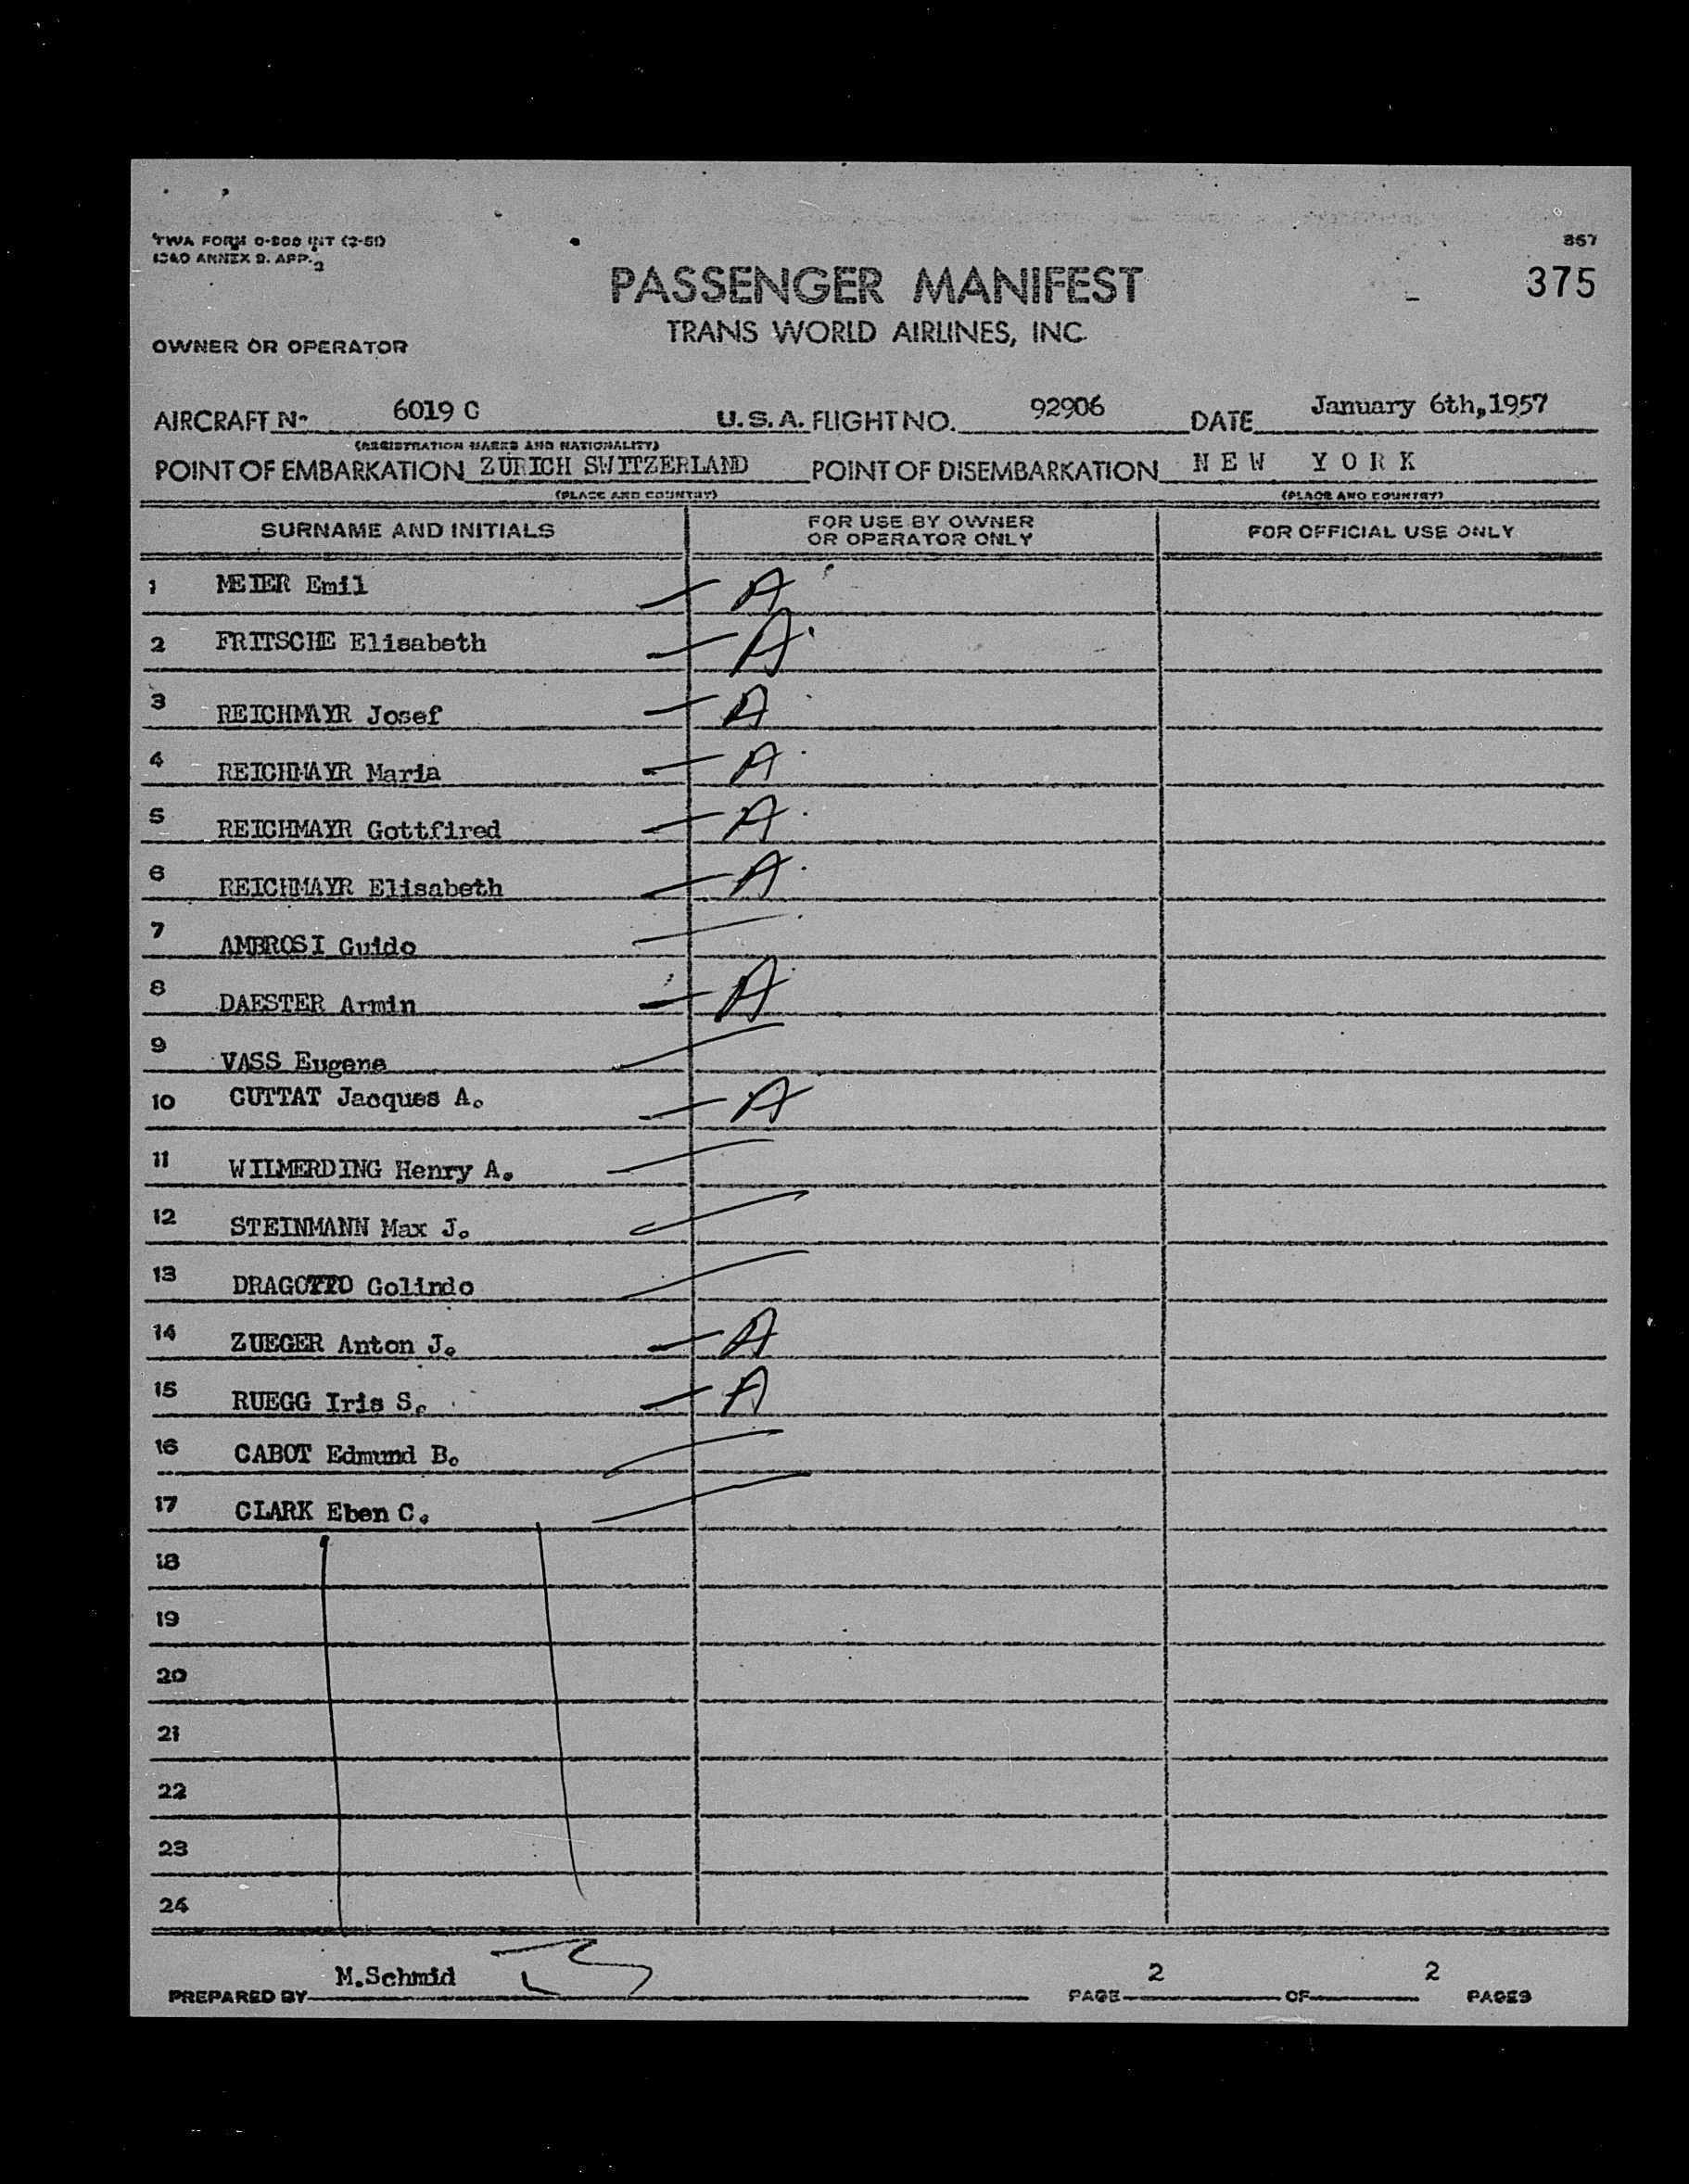 TWA FORM O-800 INT (2-51)
ICAO ANNEX 9. APP. 2
867
375
PASSENGER MANIFEST
TRANS WORLD AIRLINES, INC.
OWNER OR OPERATOR
AIRCRAFT No. 6019 C U.S.A. FLIGHT NO. 92906 DATE January 6th,1957
(REGISTRATION MARKS AND NATIONALITY)
POINT OF EMBARKATION ZURICH SWITZERLAND POINT OF DISEMBARKATION NEW YORK
(PLACE AND COUNTRY) (PLACE AND COUNTRY)
SURNAME AND INITIALS FOR USE BY OWNER OR OPERATOR ONLY FOR OFFICIAL USE ONLY
1 MEIER Emil A
2 FRITSCHE Elisabeth A
3 REICHMAYR Josef A
4 REICHMAYR Maria A
5 REICHMAYR Gottfired A
6 REICHMAYR Elisabeth A
7 AMBROSI Guido
8 DAESTER Armin A
9 VASS Eugene
10 CUTTAT Jacques A. A
11 WILMERDING Henry A.
12 STEINMANN Max J.
13 DRAGOTTO Golindo
14 ZUEGER Anton J. A
15 RUEGG Iris S. A
16 CABOT Edmund B.
17 CLARK Eben C.
18
19
20
21
22
23
24
PREPARED BY M.Schmid PAGE 2 OF 2 PAGES